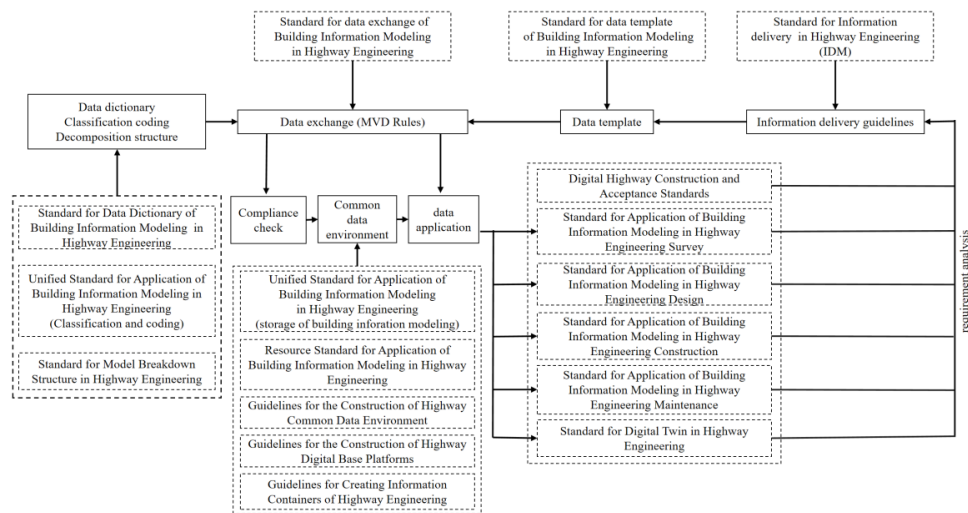 Standard for data exchange of
Building Information Modeling
in Highway Engineering
Standard for data template
of Building Information Modeling
in Highway Engineering
Standard for Information
delivery in Highway Engineering
(IDM)
Data dictionary
Classification coding
Decomposition structure
Data exchange (MVD Rules)
Data template
Information delivery guidelines
Compliance
check
Common
data
environment
data
application
Standard for Data Dictionary of
Building Information Modeling in
Highway Engineering
Unified Standard for Application of
Building Information Modeling in
Highway Engineering
(Classification and coding)
Standard for Model Breakdown
Structure in Highway Engineering
Unified Standard for Application of
Building Information Modeling
in Highway Engineering
(storage of building inforation modeling)
Resource Standard for Application of
Building Information Modeling in Highway
Engineering
Guidelines for the Construction of Highway
Common Data Environment
Guidelines for the Construction of Highway
Digital Base Platforms
Guidelines for Creating Information
Containers of Highway Engineering
Digital Highway Construction and
Acceptance Standards
Standard for Application of Building
Information Modeling in Highway
Engineering Survey
Standard for Application of Building
Information Modeling in Highway
Engineering Design
Standard for Application of Building
Information Modeling in Highway
Engineering Construction
Standard for Application of Building
Information Modeling in Highway
Engineering Maintenance
Standard for Digital Twin in Highway
Engineering
requirement analysis